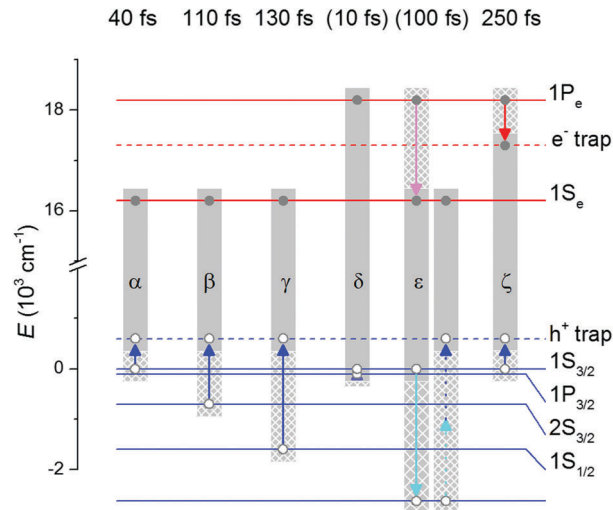 40 fs 110 fs 130 fs (10 fs) (100 fs) 250 fs
1Pₑ
18
e⁻ trap
1Sₑ
16
E (10³ cm⁻¹)
α β γ δ ε ζ
h⁺ trap
0
1S₃/₂
1P₃/₂
2S₃/₂
1S₁/₂
-2